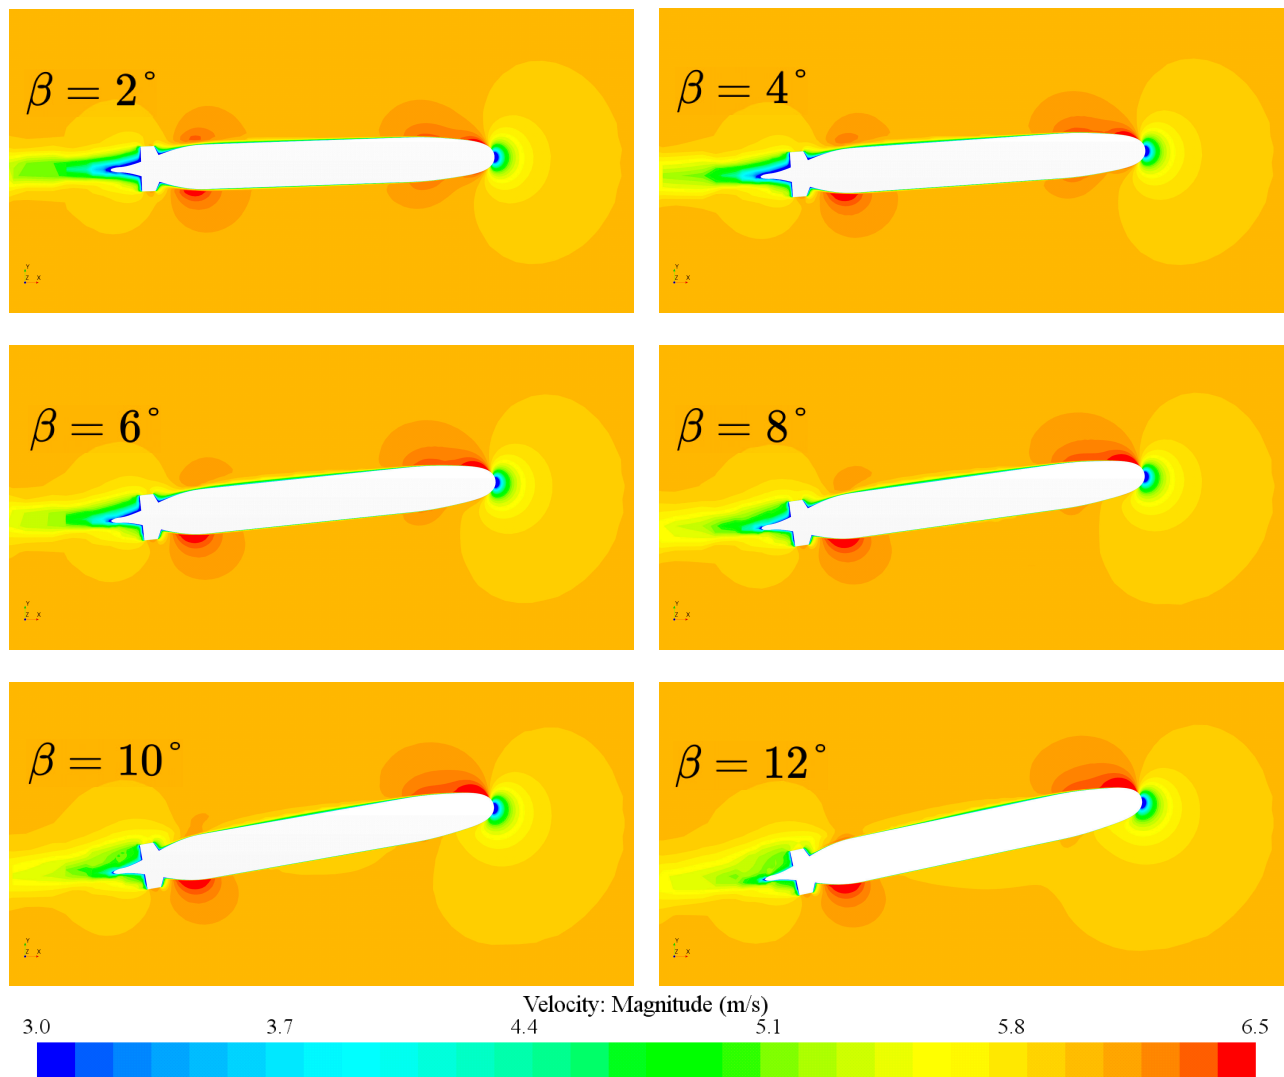 β = 2°
β = 4°
Y
Z X
Y
Z X
β = 6°
β = 8°
Y
Z X
Y
Z X
β = 10°
β = 12°
Y
Z X
Y
Z X
Velocity: Magnitude (m/s)
3.0 3.7 4.4 5.1 5.8 6.5